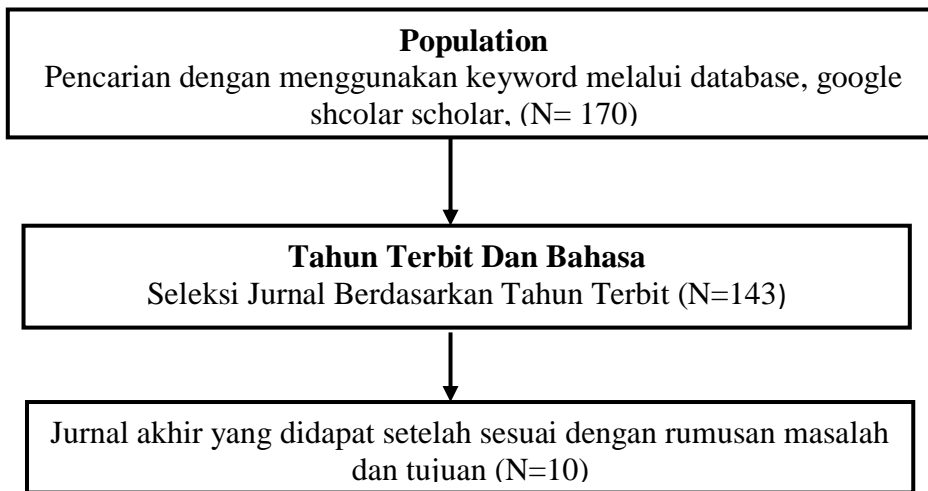 Population
Pencarian dengan menggunakan keyword melalui database, google
shcolar scholar, (N= 170)
Tahun Terbit Dan Bahasa
Seleksi Jurnal Berdasarkan Tahun Terbit (N=143)
Jurnal akhir yang didapat setelah sesuai dengan rumusan masalah
dan tujuan (N=10)